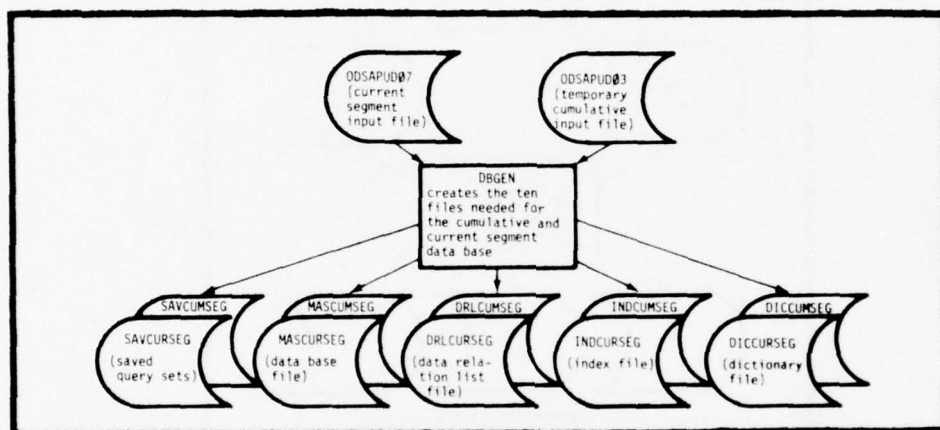 ODSAPUD07
(current
segment
input file)
ODSAPUD03
(temporary
cumulative
input file)
DBGEN
creates the ten
files needed for
the cumulative and
current segment
data base
SAVCUMSEG
MASCUMSEG
DRLCUMSEG
INDCUMSEG
DICCUMSEG
SAVCURSEG
(saved
query sets)
MASCURSEG
(data base
file)
DRLCURSEG
(data rela-
tion list
file)
INDCURSEG
(index file)
DICCURSEG
(dictionary
file)